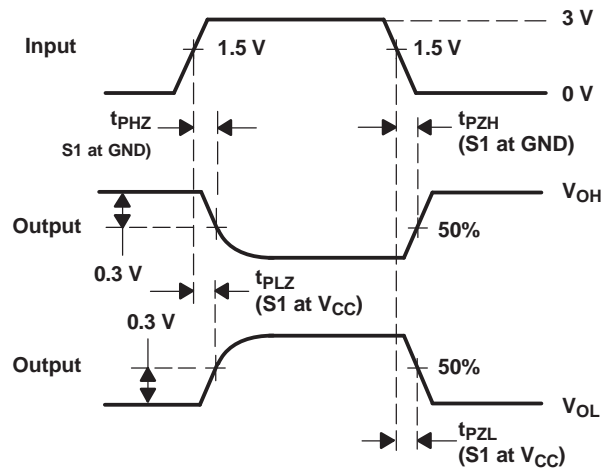 3 V
Input
1.5 V
1.5 V
0 V
tPHZ
S1 at GND)
tPZH
(S1 at GND)
VOH
Output
50%
0.3 V
tPLZ
(S1 at VCC)
0.3 V
Output
50%
VOL
tPZL
(S1 at VCC)